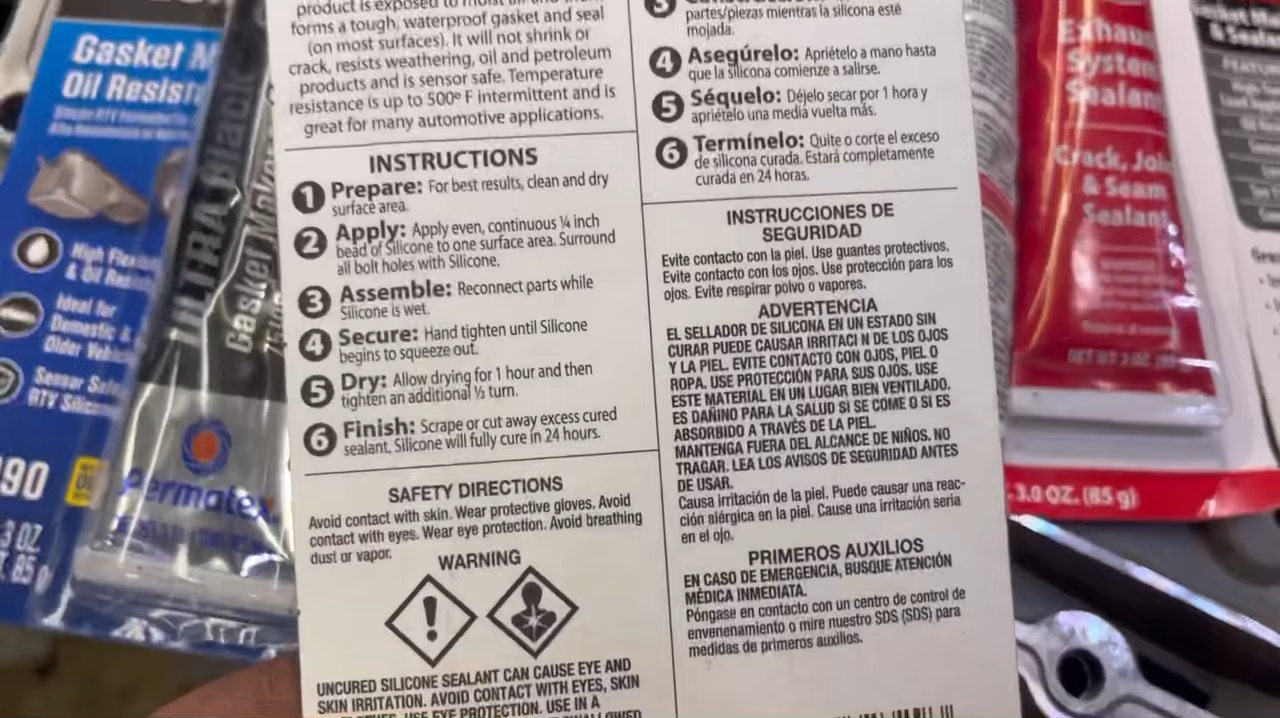 forms a tough, waterproof gasket and seal
(on most surfaces). It will not shrink or
crack, resists weathering, oil and petroleum
products and is sensor safe. Temperature
resistance is up to 500º F intermittent and is
great for many automotive applications.
INSTRUCTIONS
1 Prepare: For best results, clean and dry
surface area.
2 Apply: Apply even, continuous ¼ inch
bead of Silicone to one surface area. Surround
all bolt holes with Silicone.
3 Assemble: Reconnect parts while
Silicone is wet.
4 Secure: Hand tighten until Silicone
begins to squeeze out.
5 Dry: Allow drying for 1 hour and then
tighten an additional ½ turn.
6 Finish: Scrape or cut away excess cured
sealant. Silicone will fully cure in 24 hours.
SAFETY DIRECTIONS
Avoid contact with skin. Wear protective gloves. Avoid
contact with eyes. Wear eye protection. Avoid breathing
dust or vapor.
WARNING
UNCURED SILICONE SEALANT CAN CAUSE EYE AND
SKIN IRRITATION. AVOID CONTACT WITH EYES, SKIN
USE EYE PROTECTION. USE IN A
partes/piezas mientras la silicona esté
mojada.
4 Asegúrelo: Apriételo a mano hasta
que la silicona comienze a salirse.
5 Séquelo: Déjelo secar por 1 hora y
apriételo una media vuelta más.
6 Termínelo: Quite o corte el exceso
de silicona curada. Estará completamente
curada en 24 horas.
INSTRUCCIONES DE
SEGURIDAD
Evite contacto con la piel. Use guantes protectivos.
Evite contacto con los ojos. Use protección para los
ojos. Evite respirar polvo o vapores.
ADVERTENCIA
EL SELLADOR DE SILICONA EN UN ESTADO SIN
CURAR PUEDE CAUSAR IRRITACI N DE LOS OJOS
Y LA PIEL. EVITE CONTACTO CON OJOS, PIEL O
ROPA. USE PROTECCIÓN PARA SUS OJOS. USE
ESTE MATERIAL EN UN LUGAR BIEN VENTILADO.
ES DAÑINO PARA LA SALUD SI SE COME O SI ES
ABSORBIDO A TRAVÉS DE LA PIEL.
MANTENGA FUERA DEL ALCANCE DE NIÑOS. NO
TRAGAR. LEA LOS AVISOS DE SEGURIDAD ANTES
DE USAR.
Causa irritación de la piel. Puede causar una reac-
ción alérgica en la piel. Cause una irritación seria
en el ojo.
PRIMEROS AUXILIOS
EN CASO DE EMERGENCIA, BUSQUE ATENCIÓN
MÉDICA INMEDIATA.
Póngase en contacto con un centro de control de
envenenamiento o mire nuestro SDS (SDS) para
medidas de primeros auxilios.
Gasket
Oil
High
& Oil
Ideal for
Domestic &
Older
Sensor
RTV
90
3 OZ.
85 g
ULTRA BLACK
Gasket Maker
Permatex
System
Crack,
& Seam
Sealant
3.0 OZ. (85 g)